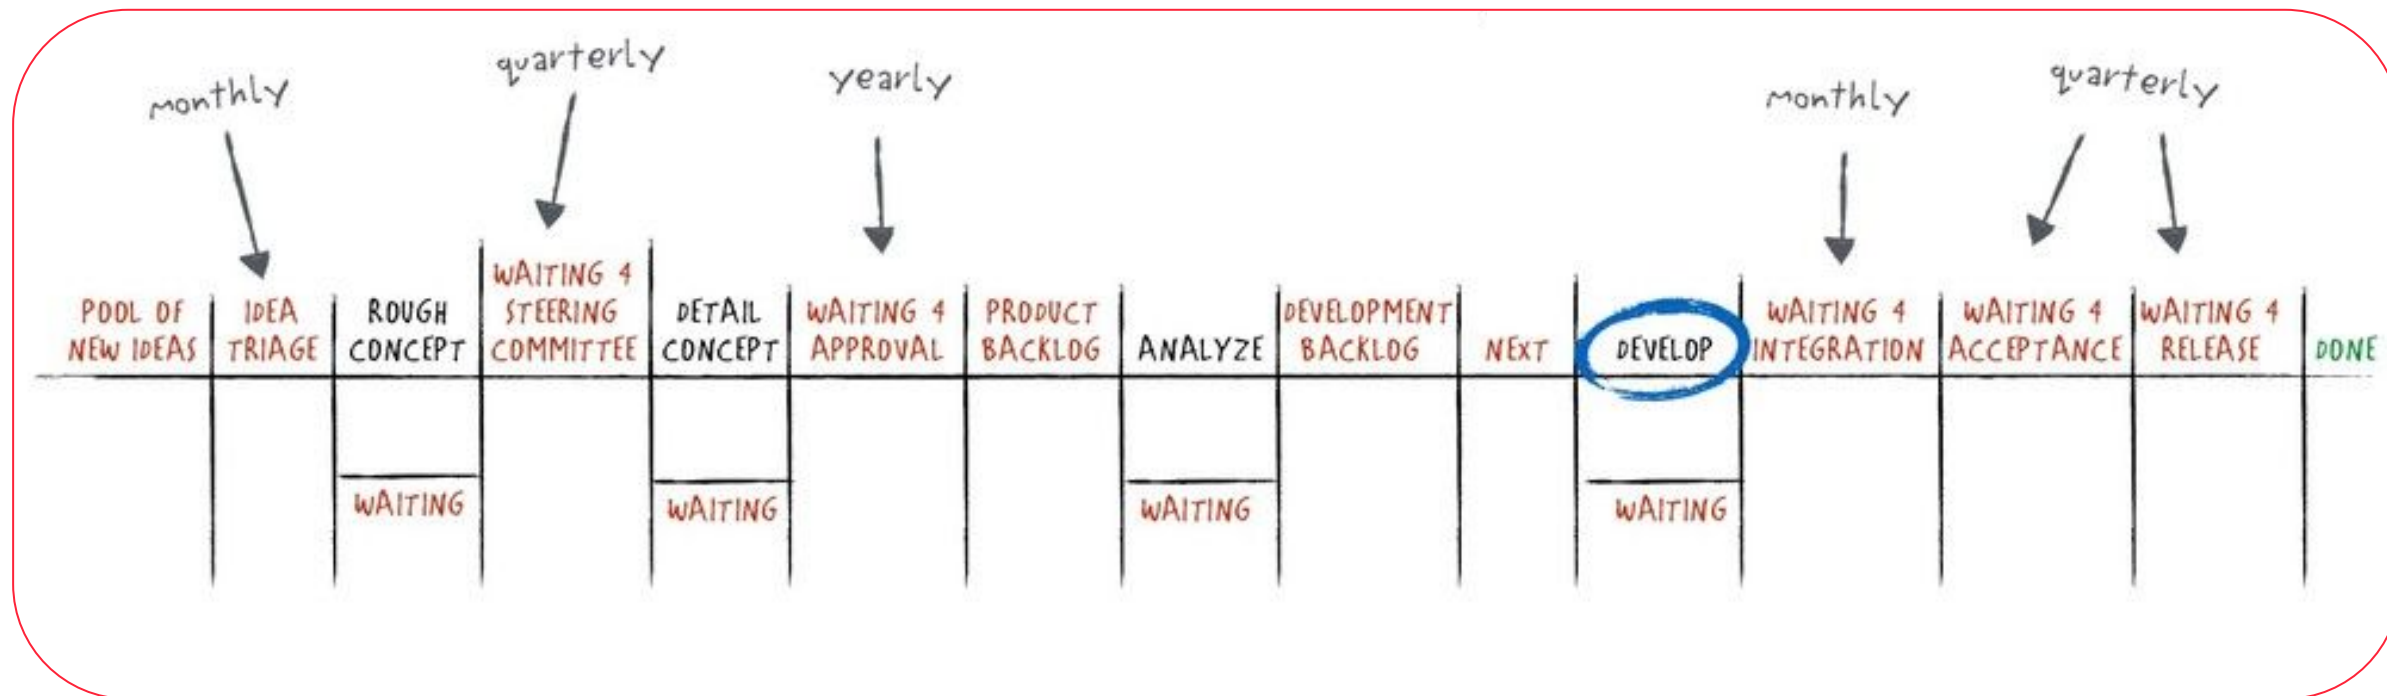 monthly
quarterly
yearly
monthly
quarterly
POOL OF
NEW IDEAS
IDEA
TRIAGE
ROUGH
CONCEPT
WAITING 4
STEERING
COMMITTEE
DETAIL
CONCEPT
WAITING 4
APPROVAL
PRODUCT
BACKLOG
ANALYZE
DEVELOPMENT
BACKLOG
NEXT
DEVELOP
WAITING 4
INTEGRATION
WAITING 4
ACCEPTANCE
WAITING 4
RELEASE
DONE
WAITING
WAITING
WAITING
WAITING